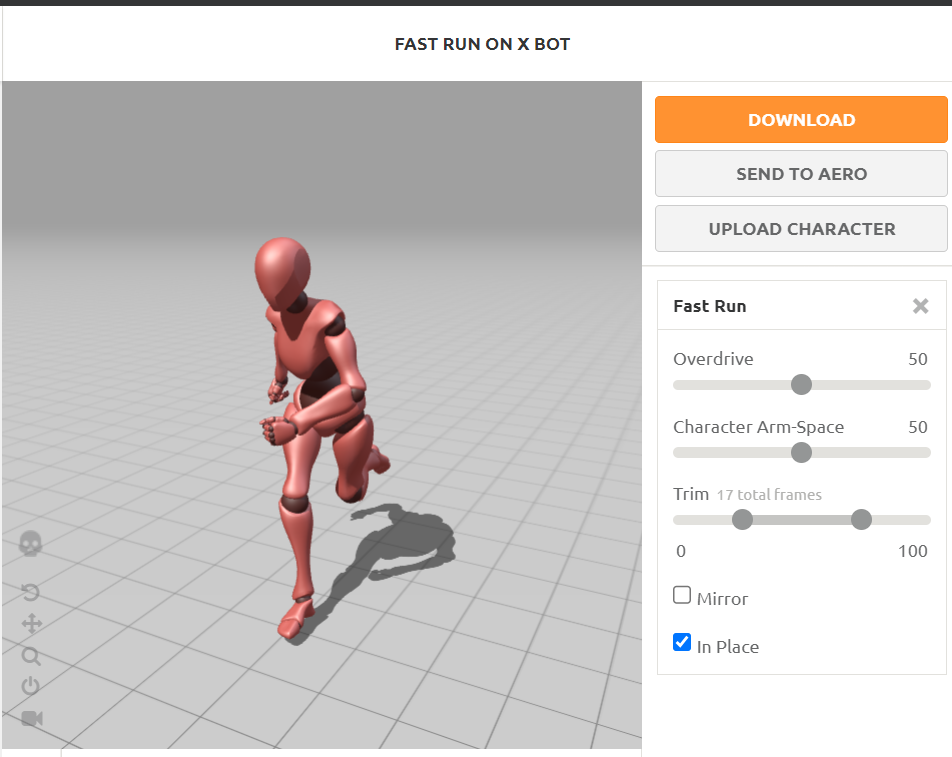 FAST RUN ON X BOT
DOWNLOAD
SEND TO AERO
UPLOAD CHARACTER
Fast Run
Overdrive 50
Character Arm-Space 50
Trim 17 total frames
0 100
Mirror
In Place